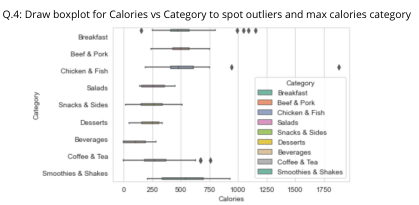 Q.4: Draw boxplot for Calories vs Category to spot outliers and max calories category
Breakfast
Beef & Pork
Chicken & Fish
Salads
Snacks & Sides
Desserts
Beverages
Coffee & Tea
Smoothies & Shakes
Category
Category
Breakfast
Beef & Pork
Chicken & Fish
Salads
Snacks & Sides
Desserts
Beverages
Coffee & Tea
Smoothies & Shakes
0 250 500 750 1000 1250 1500 1750
Calories